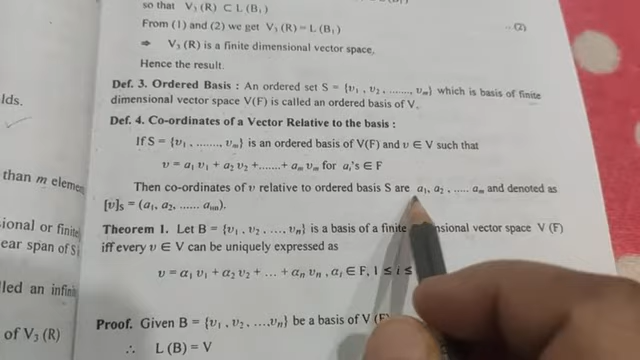 so that V₃ (R) ⊂ L (B₁)
From (1) and (2) we get V₃ (R) = L (B₁) ...(2)
⇒ V₃ (R) is a finite dimensional vector space.
Hence the result.
Def. 3. Ordered Basis : An ordered set S = {v₁ , v₂ , ........, vₘ} which is basis of finite
dimensional vector space V(F) is called an ordered basis of V.
Def. 4. Co-ordinates of a Vector Relative to the basis :
If S = {v₁ , ........, vₘ} is an ordered basis of V(F) and v ∈ V such that
v = a₁ v₁ + a₂ v₂ +.......+ aₘ vₘ for aᵢ's ∈ F
Then co-ordinates of v relative to ordered basis S are a₁, a₂ , ..... aₘ and denoted as
[v]ₛ = (a₁, a₂, ...... aₘ).
Theorem 1. Let B = {v₁ , v₂ , ..., vₙ} is a basis of a finite vector space V (F)
iff every v ∈ V can be uniquely expressed as
v = α₁ v₁ + α₂ v₂ + ... + αₙ vₙ , αᵢ ∈ F, 1 ≤ i ≤
Proof. Given B = {v₁ , v₂ , ...,vₙ} be a basis of V (F)
∴ L (B) = V
lds.
than m elemen
ional or finite
ear span of S
led an infini
of V₃ (R)